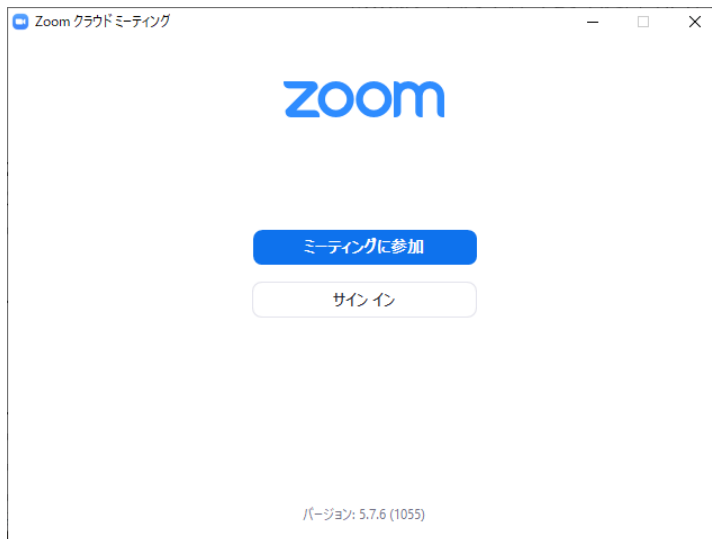 Zoom クラウド ミーティング
zoom
ミーティングに参加
サイン イン
バージョン: 5.7.6 (1055)